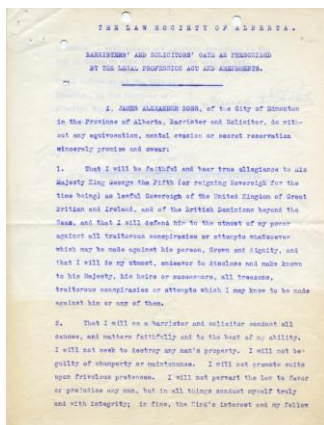 THE LAW SOCIETY OF ALBERTA.
BARRISTERS' AND SOLICITORS' OATH AS PRESCRIBED
BY THE LEGAL PROFESSION ACT AND AMENDMENTS.
I, JAMES ALEXANDER ROSS, of the City of Edmonton
in the Province of Alberta, Barrister and Solicitor, do with-
out any equivocation, mental evasion or secret reservation
sincerely promise and swear:
1. That I will be faithful and bear true allegiance to His
Majesty King George the Fifth (or reigning Sovereign for the
time being) as lawful Sovereign of the United Kingdom of Great
Britian and Ireland, and of the British Dominions beyond the
Seas, and that I will defend him to the utmost of my power
against all traitorous conspiracies or attempts whatsoever
which may be made against his person, Crown and dignity, and
that I will do my utmost, endeavor to disclose and make known
to his Majesty, his heirs or successors, all treasons,
traitorous conspiracies or attempts which I may know to be made
against him or any of them.
2. That I will as a barrister and solicitor conduct all
causes, and matters faithfully and to the best of my ability.
I will not seek to destroy any man's property. I will not be
guilty of champerty or maintenance. I will not promote suits
upon frivolous pretences. I will not pervert the law to favor
or prejudice any man, but in all things conduct myself truly
and with integrity; in fine, the King's interest and my fellow